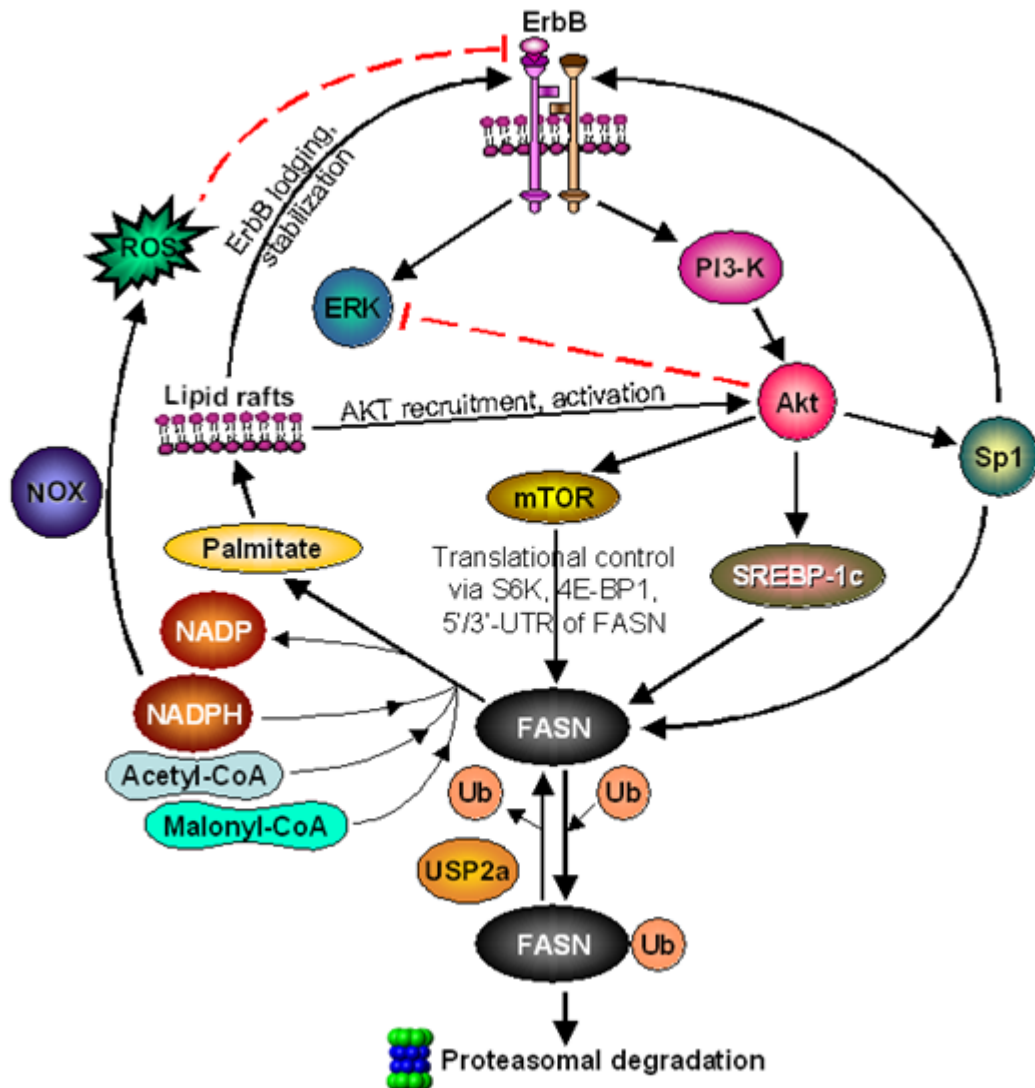 ErbB
ErbB lodging,
stabilization
ROS
PI3-K
ERK
Lipid rafts
AKT recruitment, activation
Akt
Sp1
NOX
mTOR
Palmitate
Translational control
via S6K, 4E-BP1,
5'/3'-UTR of FASN
SREBP-1c
NADP
NADPH
FASN
Acetyl-CoA
Ub
Ub
Malonyl-CoA
USP2a
FASN
Ub
Proteasomal degradation